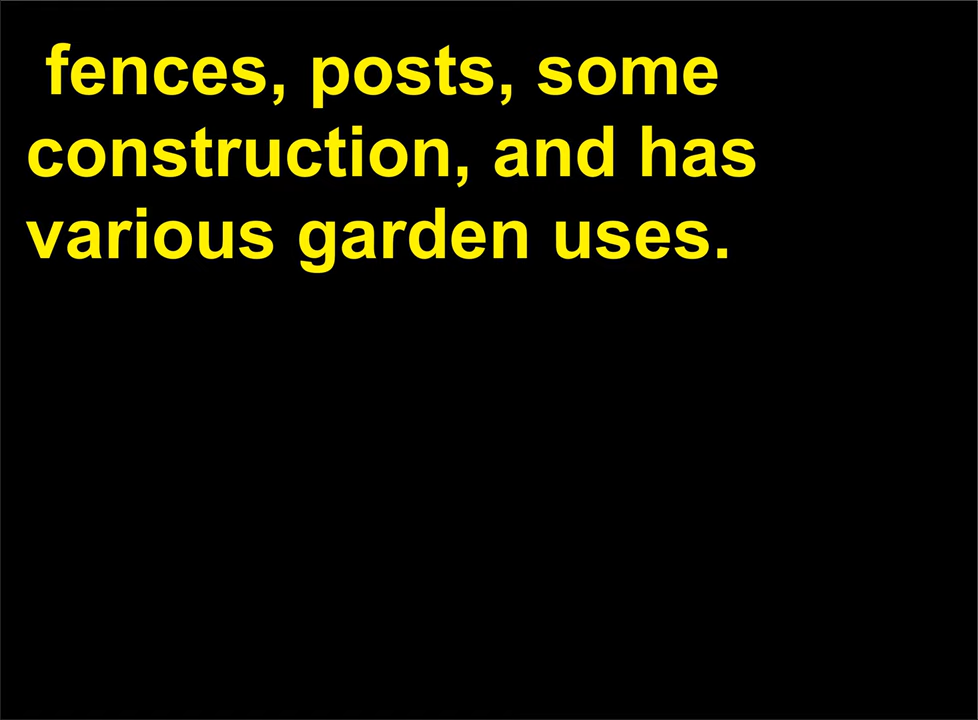 fences, posts, some
construction, and has
various garden uses.